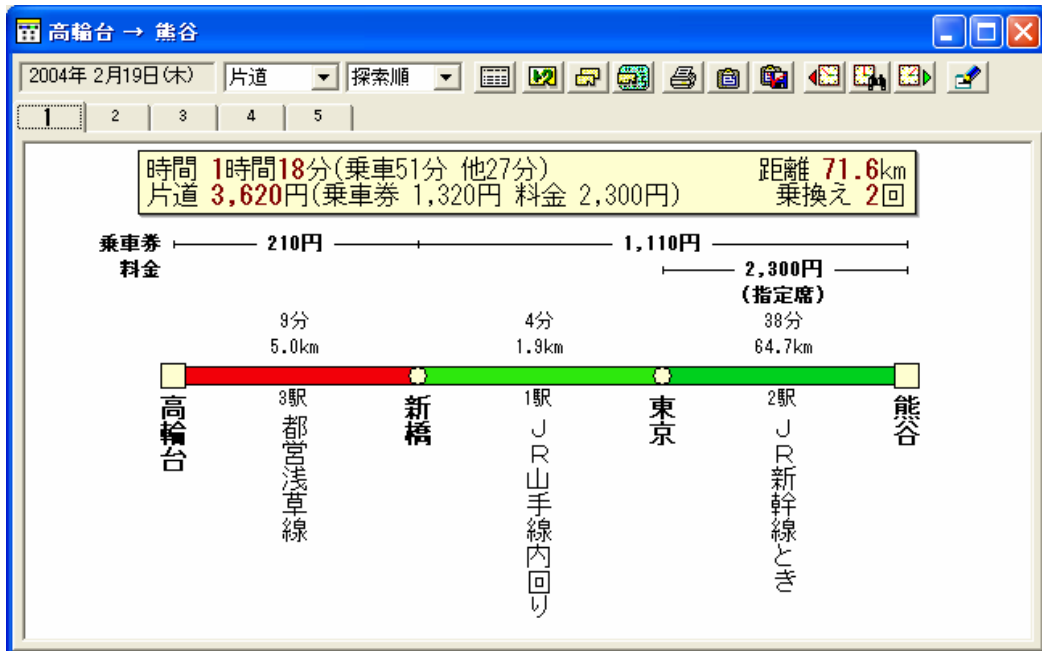 高輪台 → 熊谷
2004年 2月19日(木) 片道 探索順
1 2 3 4 5
時間 1時間18分(乗車51分 他27分) 距離 71.6km
片道 3,620円(乗車券 1,320円 料金 2,300円) 乗換え 2回
乗車券 210円 1,110円
料金 2,300円
(指定席)
9分 4分 38分
5.0km 1.9km 64.7km
3駅 1駅 2駅
高輪台
都営浅草線
新橋
JR山手線内回り
東京
JR新幹線とき
熊谷